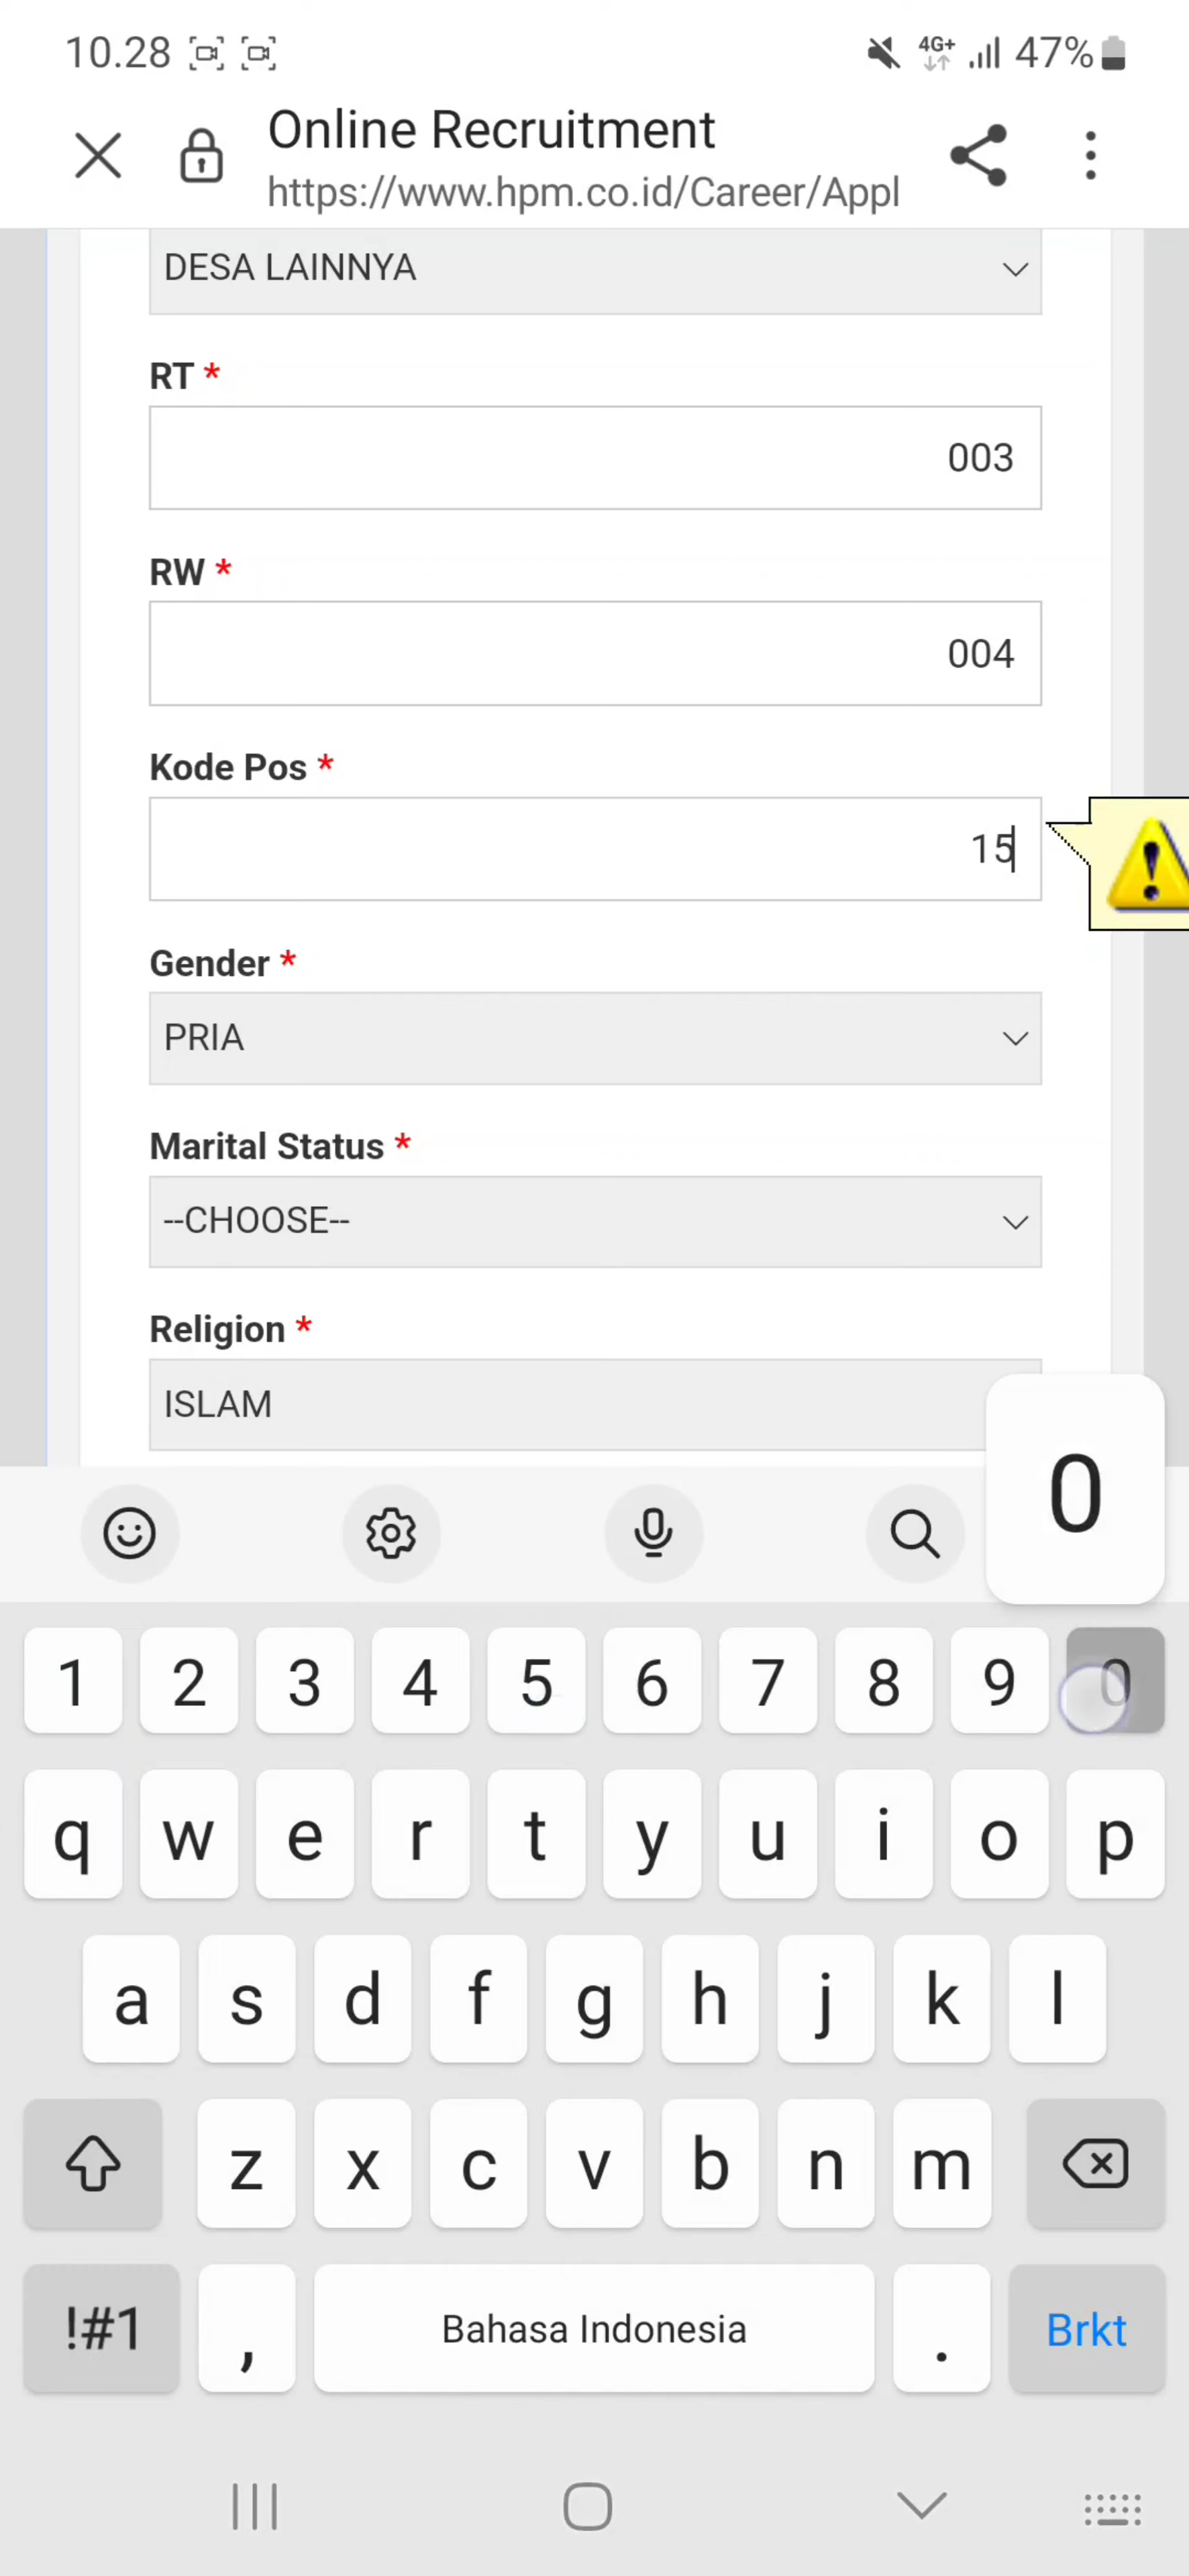 10.28
4G+
47%
Online Recruitment
https://www.hpm.co.id/Career/Appl
DESA LAINNYA
RT *
003
RW *
004
Kode Pos *
15
Gender *
PRIA
Marital Status *
--CHOOSE--
Religion *
ISLAM
0
1 2 3 4 5 6 7 8 9 0
q w e r t y u i o p
a s d f g h j k l
z x c v b n m
!#1 , Bahasa Indonesia . Brkt